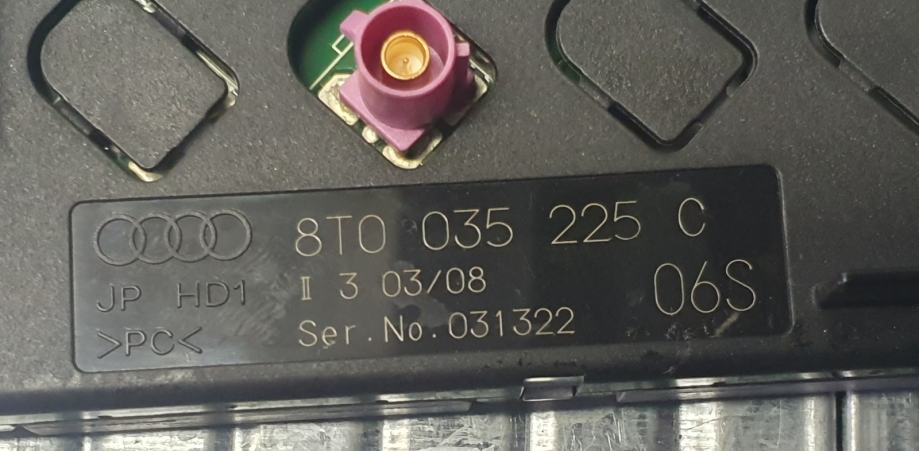 8T0 035 225 C
JP HD1 II 3 03/08 06S
>PC< Ser.No.031322